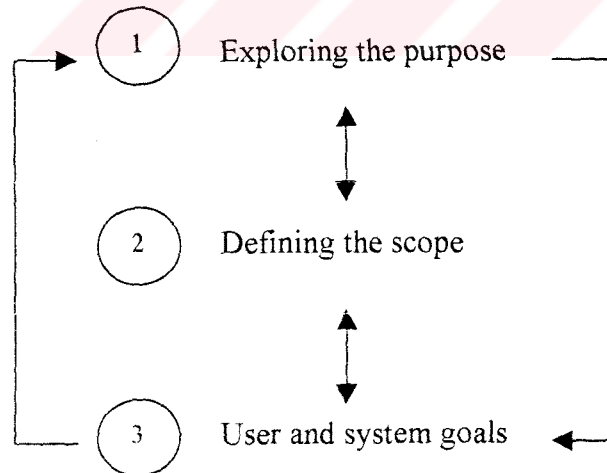 1 Exploring the purpose
2 Defining the scope
3 User and system goals